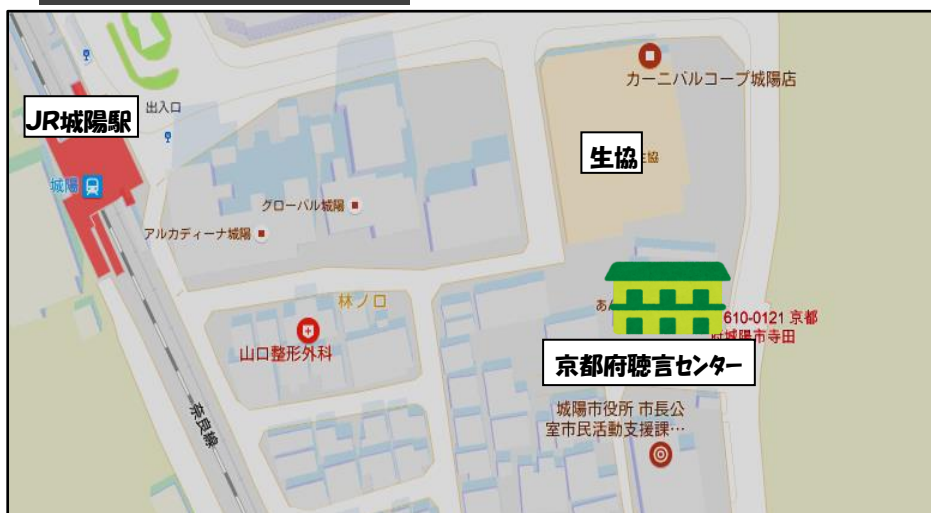 カーニバルコープ城陽店
出入口
JR城陽駅
生協
生協
城陽
グローバル城陽
アルカディーナ城陽
林ノ口
山口整形外科
610-0121 京都
府城陽市寺田
京都府聴言センター
城陽市役所 市長公
室市民活動支援課…
奈良線